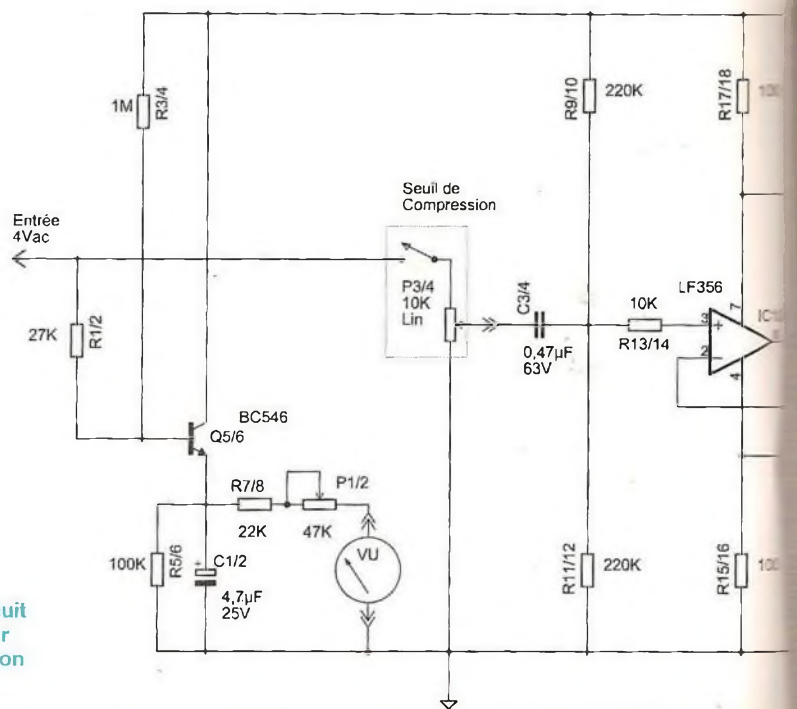 1M
R3/4
R9/10
220K
R17/18
Seuil de
Compression
Entrée
4Vac
P3/4
10K
Lin
C3/4
0,47µF
63V
10K
R13/14
LF356
3
+
2
-
7
4
27K
R1/2
BC546
Q5/6
R7/8
22K
P1/2
47K
VU
100K
R5/6
+
C1/2
4,7µF
25V
R11/12
220K
R15/16